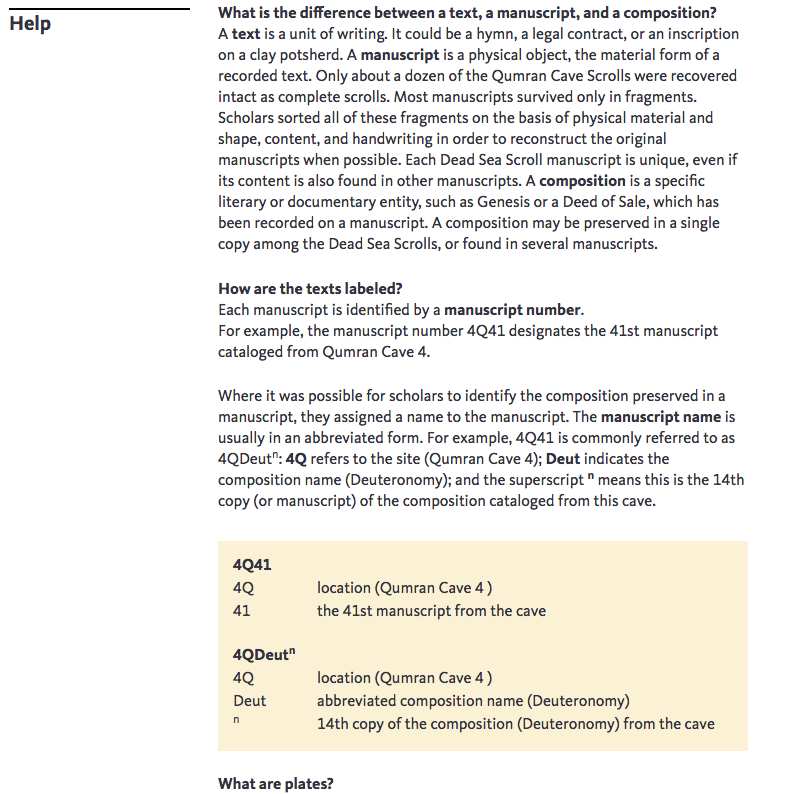 Help
What is the difference between a text, a manuscript, and a composition?
A text is a unit of writing. It could be a hymn, a legal contract, or an inscription
on a clay potsherd. A manuscript is a physical object, the material form of a
recorded text. Only about a dozen of the Qumran Cave Scrolls were recovered
intact as complete scrolls. Most manuscripts survived only in fragments.
Scholars sorted all of these fragments on the basis of physical material and
shape, content, and handwriting in order to reconstruct the original
manuscripts when possible. Each Dead Sea Scroll manuscript is unique, even if
its content is also found in other manuscripts. A composition is a specific
literary or documentary entity, such as Genesis or a Deed of Sale, which has
been recorded on a manuscript. A composition may be preserved in a single
copy among the Dead Sea Scrolls, or found in several manuscripts.
How are the texts labeled?
Each manuscript is identified by a manuscript number.
For example, the manuscript number 4Q41 designates the 41st manuscript
cataloged from Qumran Cave 4.
Where it was possible for scholars to identify the composition preserved in a
manuscript, they assigned a name to the manuscript. The manuscript name is
usually in an abbreviated form. For example, 4Q41 is commonly referred to as
4QDeutⁿ: 4Q refers to the site (Qumran Cave 4); Deut indicates the
composition name (Deuteronomy); and the superscript ⁿ means this is the 14th
copy (or manuscript) of the composition cataloged from this cave.
4Q41
4Q location (Qumran Cave 4 )
41 the 41st manuscript from the cave
4QDeutⁿ
4Q location (Qumran Cave 4 )
Deut abbreviated composition name (Deuteronomy)
ⁿ 14th copy of the composition (Deuteronomy) from the cave
What are plates?